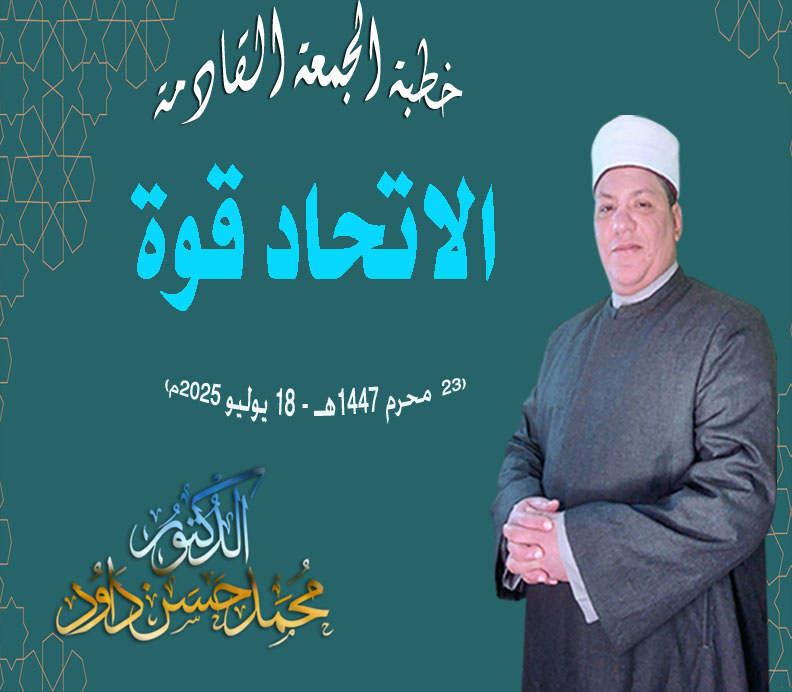 خطبة الجمعة القادمة
الاتحاد قوة
(23 محرم 1447هـ - 18 يوليو 2025م)
الدكتور
محمد حسن داود